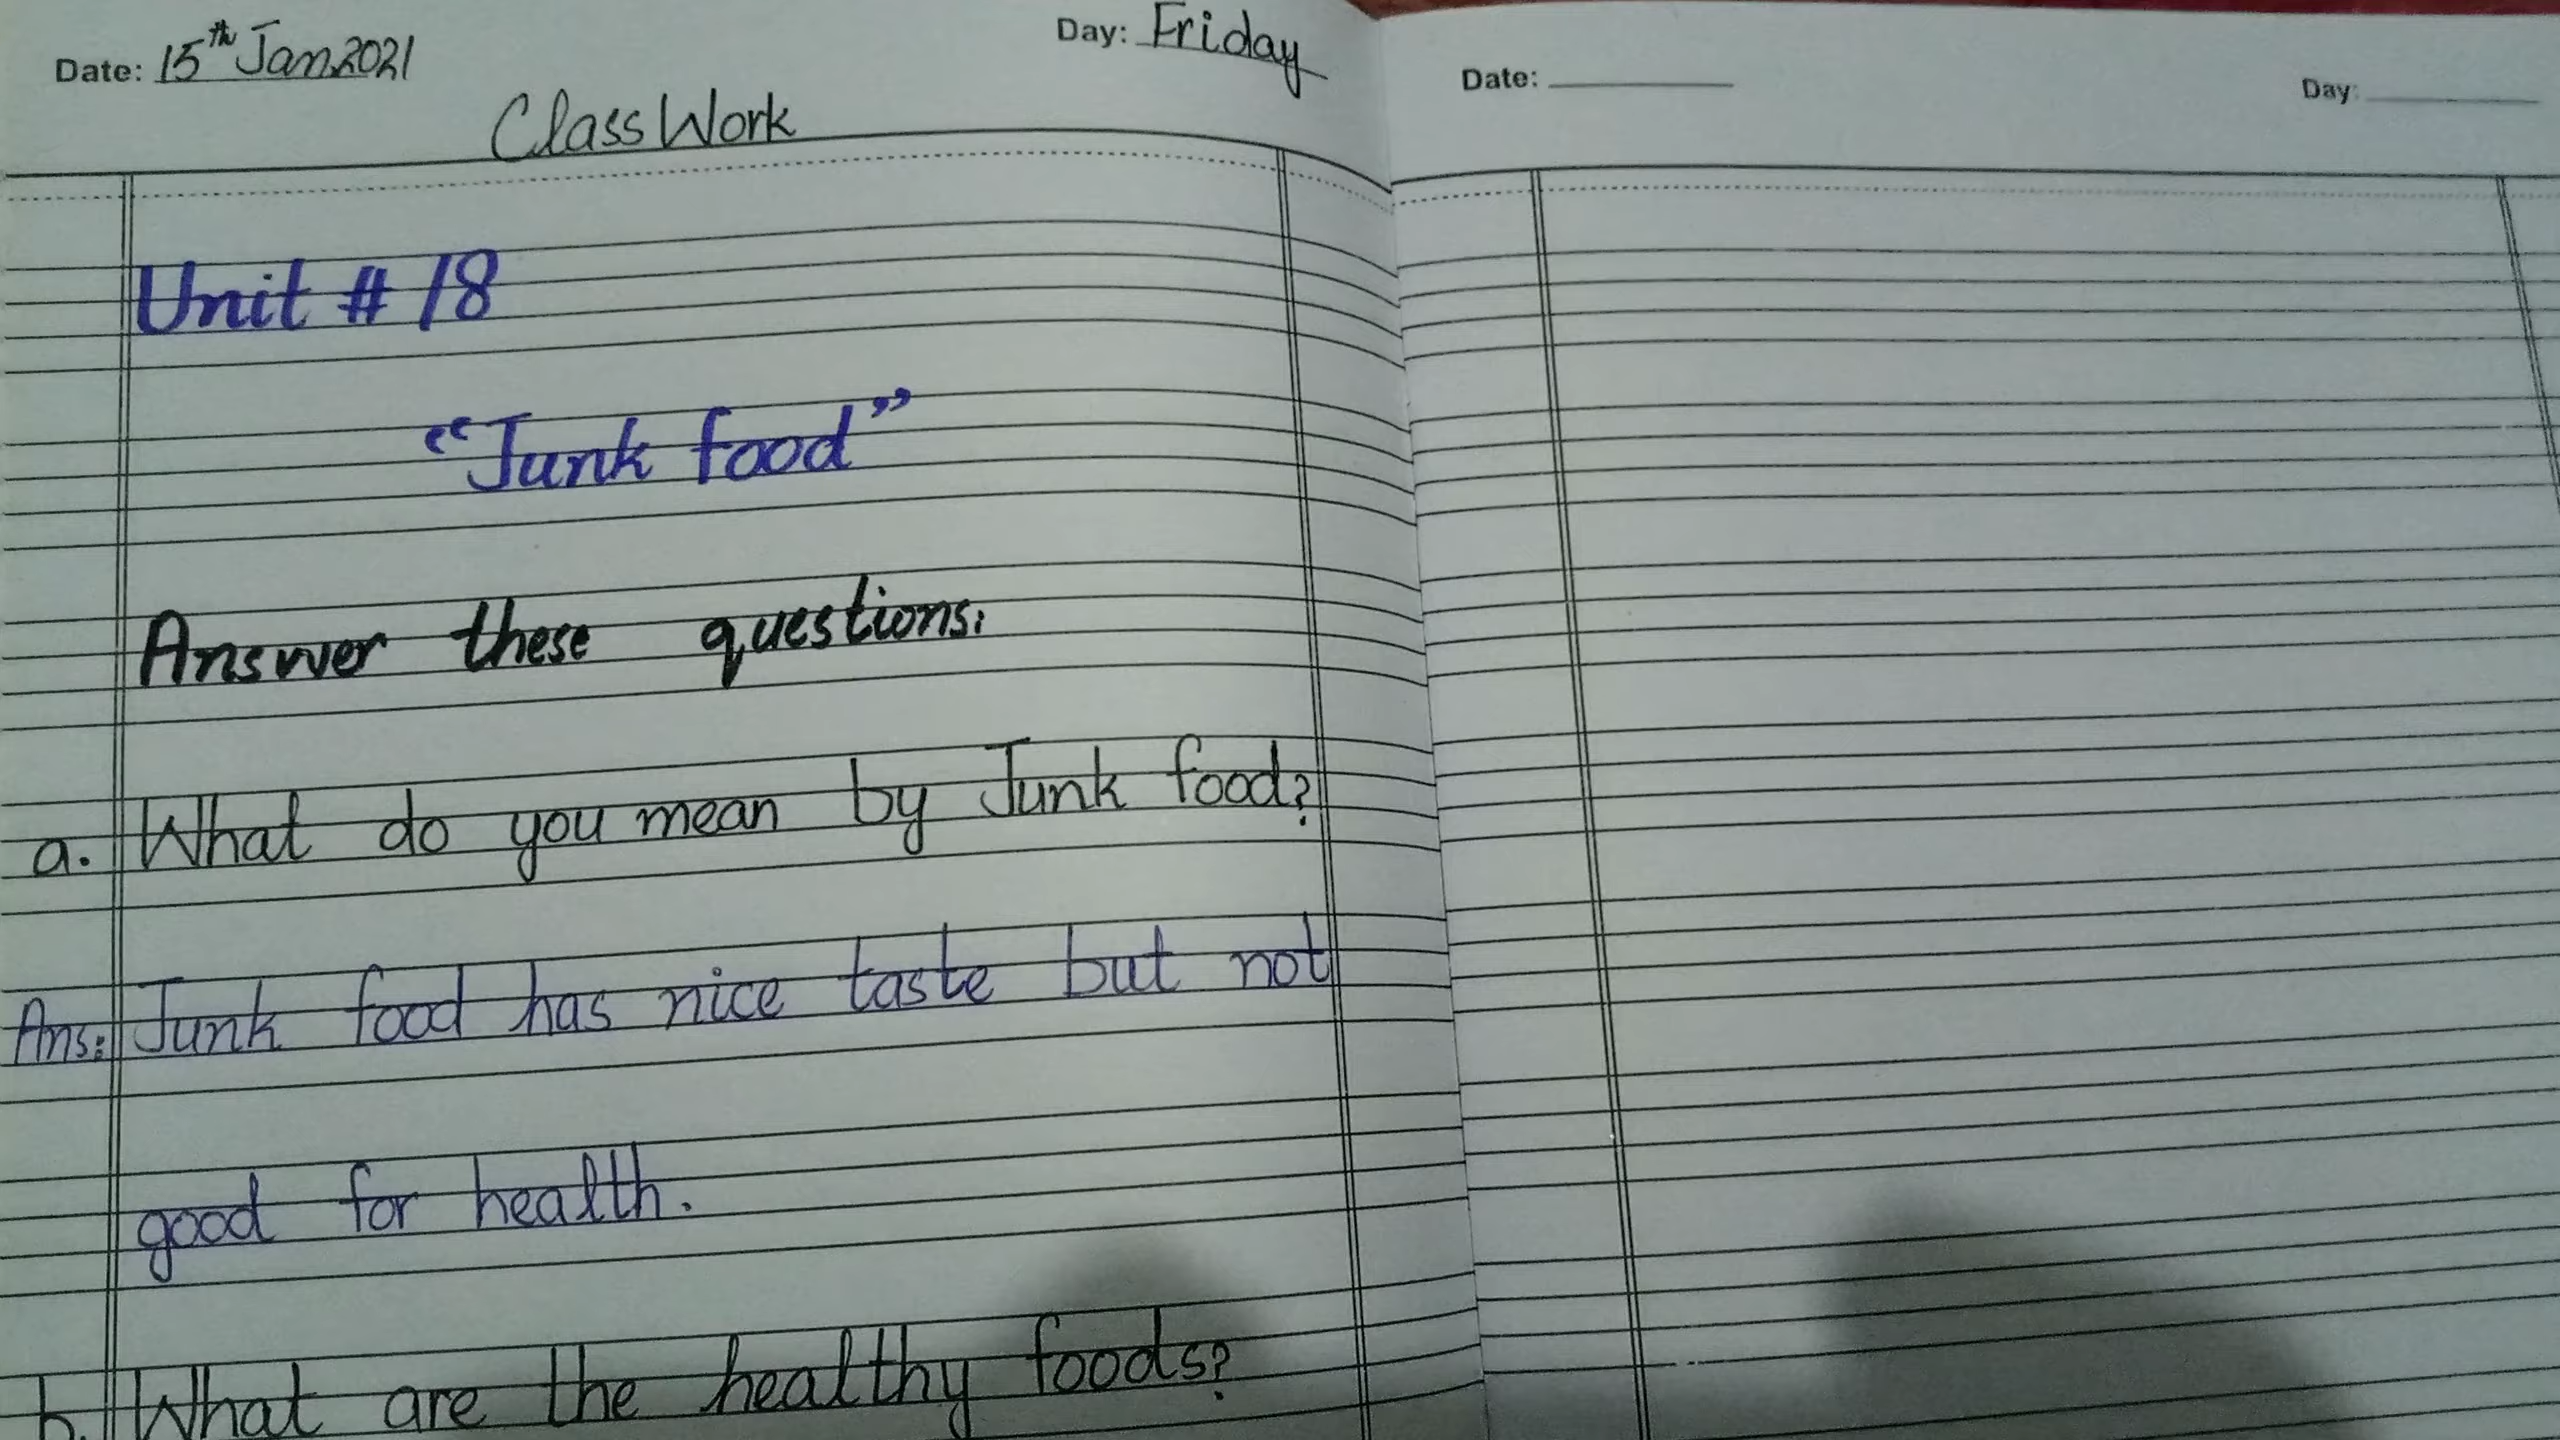 Date: 15th Jan,2021 Day: Friday
Class Work
Unit # 18
“Junk food”
Answer these questions:
a. What do you mean by Junk food?
Ans: Junk food has nice taste but not
good for health.
b. What are the healthy foods?
Date: Day: